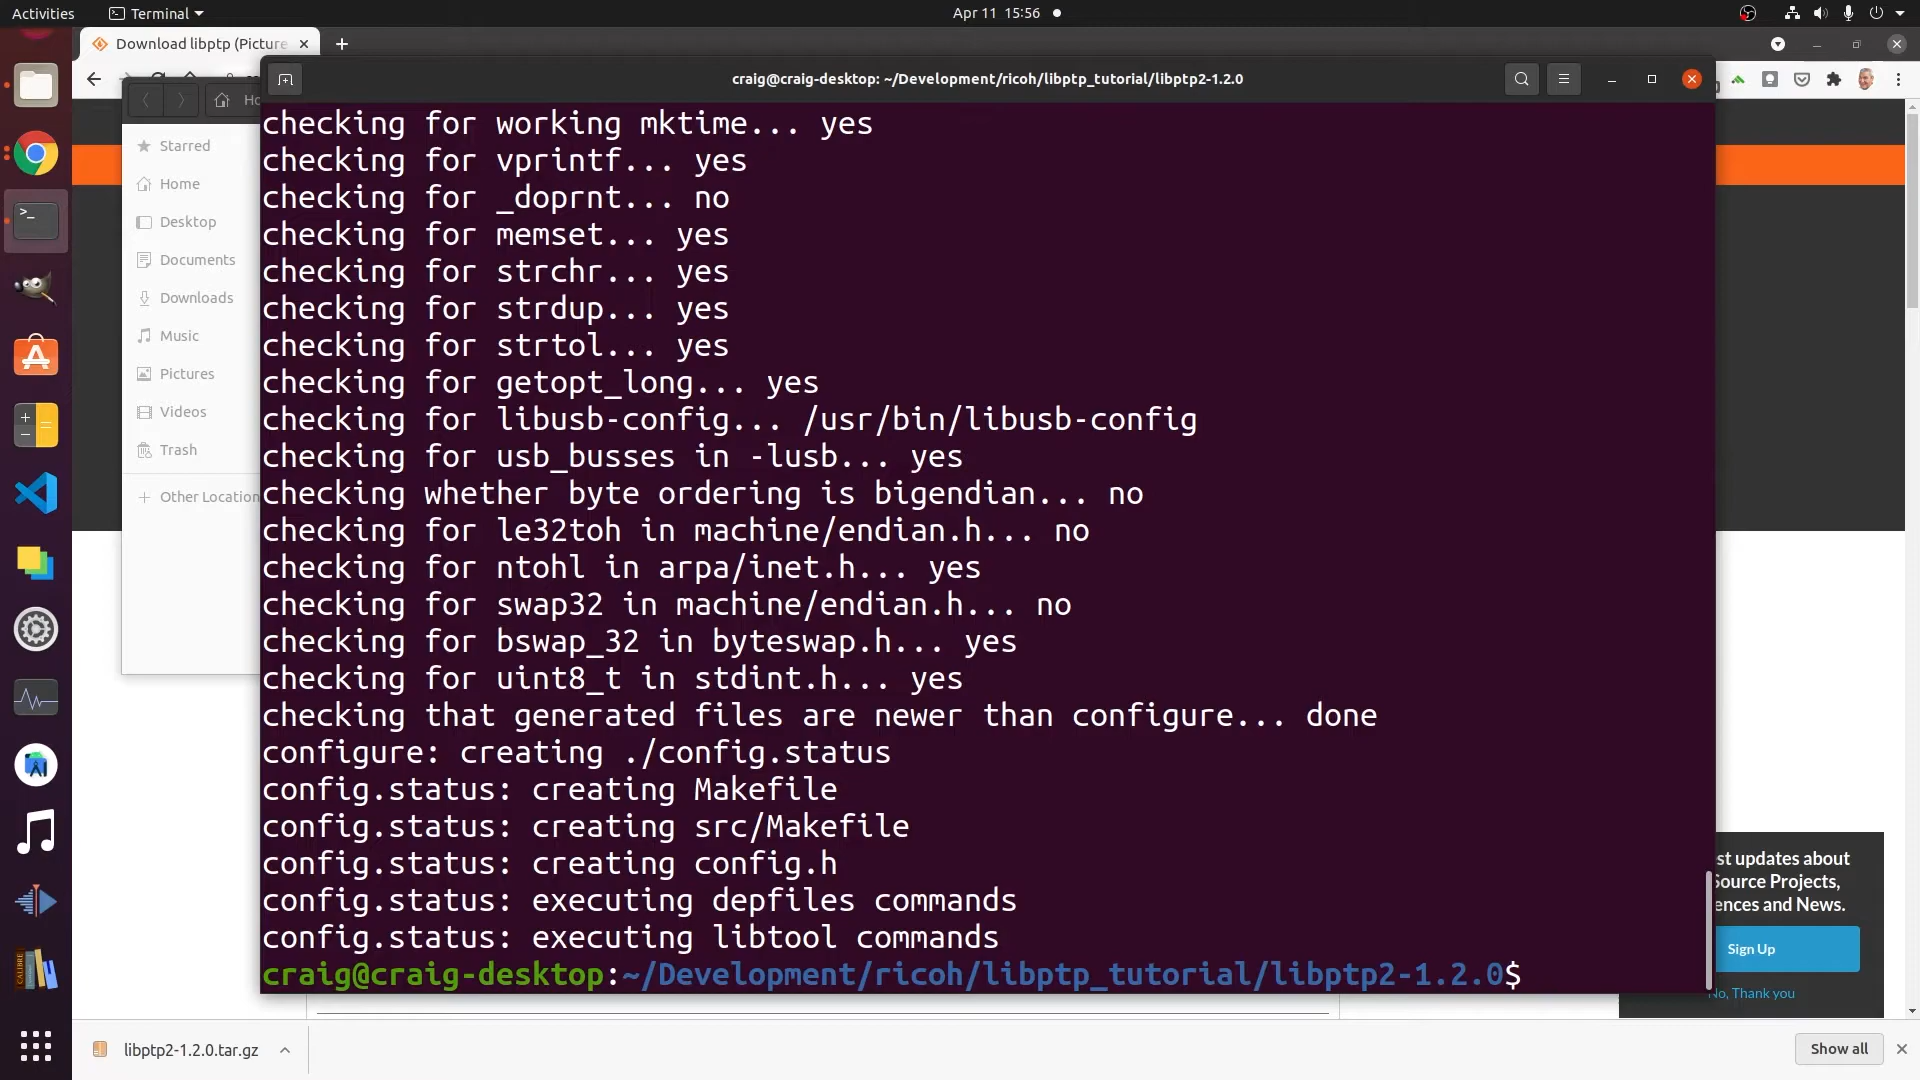 Activities
Terminal
Apr 11 15:56
Download libptp (Picture
craig@craig-desktop: ~/Development/ricoh/libptp_tutorial/libptp2-1.2.0
Ho
Starred
Home
Desktop
Documents
Downloads
Music
Pictures
Videos
Trash
Other Location
checking for working mktime... yes
checking for vprintf... yes
checking for _doprnt... no
checking for memset... yes
checking for strchr... yes
checking for strdup... yes
checking for strtol... yes
checking for getopt_long... yes
checking for libusb-config... /usr/bin/libusb-config
checking for usb_busses in -lusb... yes
checking whether byte ordering is bigendian... no
checking for le32toh in machine/endian.h... no
checking for ntohl in arpa/inet.h... yes
checking for swap32 in machine/endian.h... no
checking for bswap_32 in byteswap.h... yes
checking for uint8_t in stdint.h... yes
checking that generated files are newer than configure... done
configure: creating ./config.status
config.status: creating Makefile
config.status: creating src/Makefile
config.status: creating config.h
config.status: executing depfiles commands
config.status: executing libtool commands
craig@craig-desktop:~/Development/ricoh/libptp_tutorial/libptp2-1.2.0$
st updates about
Source Projects,
ences and News.
Sign Up
No, Thank you
CALIBRE
libptp2-1.2.0.tar.gz
Show all